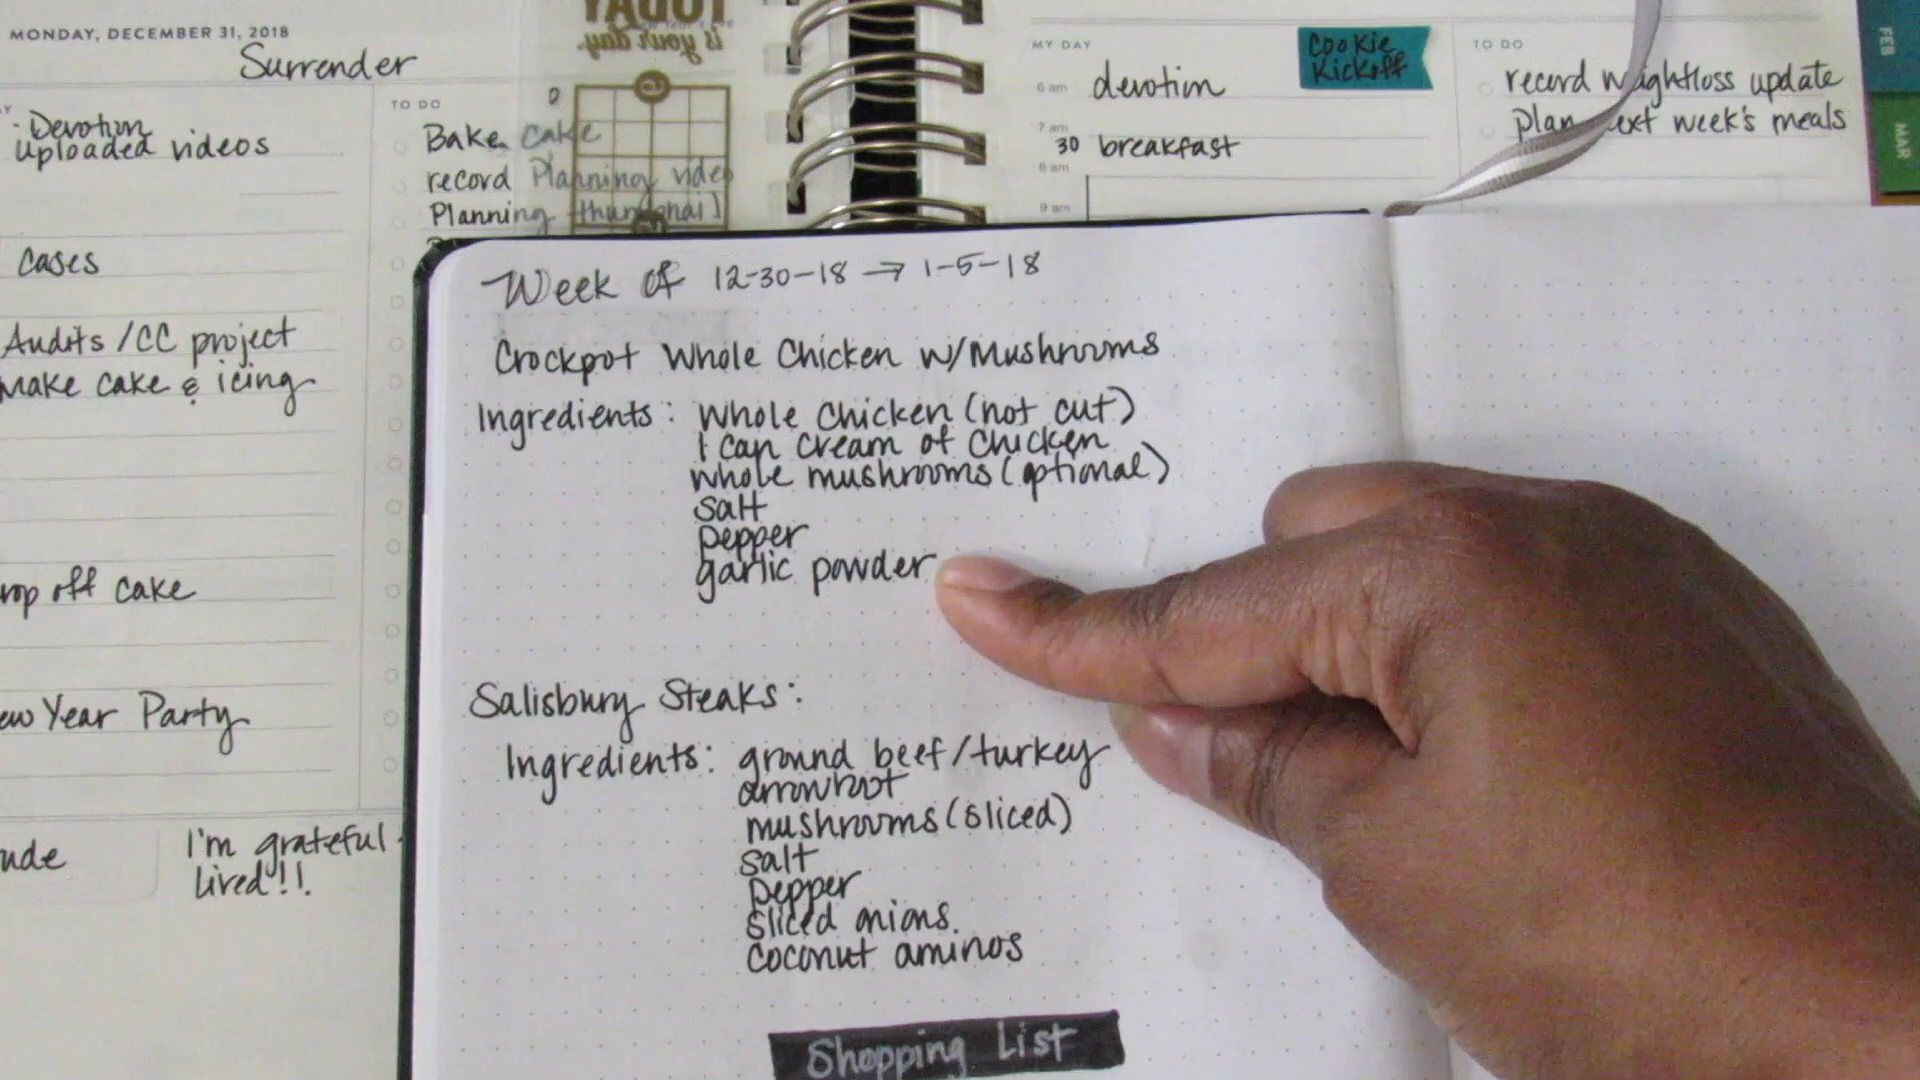 MONDAY, DECEMBER 31, 2018
Surrender
- Devotion
uploaded videos
cases
Audits /CC project
make cake & icing
off cake
Year Party
I'm grateful
lived!!.
TO DO
Bake cake
record Planning video
Planning thumbnail
TODAY
is your day.
MY DAY
6 am devotion
7 am
30 breakfast
8 am
9 am
Cookie
Kickoff
TO DO
record weightloss update
plan next week's meals
FEB
MAR
Week of 12-30-18 → 1-5-18
Crockpot Whole Chicken w/Mushrooms
Ingredients: Whole Chicken (not cut)
1 can cream of chicken
whole mushrooms (optional)
salt
pepper
garlic powder
Salisbury Steaks:
Ingredients: ground beef/turkey
arrowroot
mushrooms (sliced)
salt
pepper
sliced onions.
coconut aminos
Shopping List